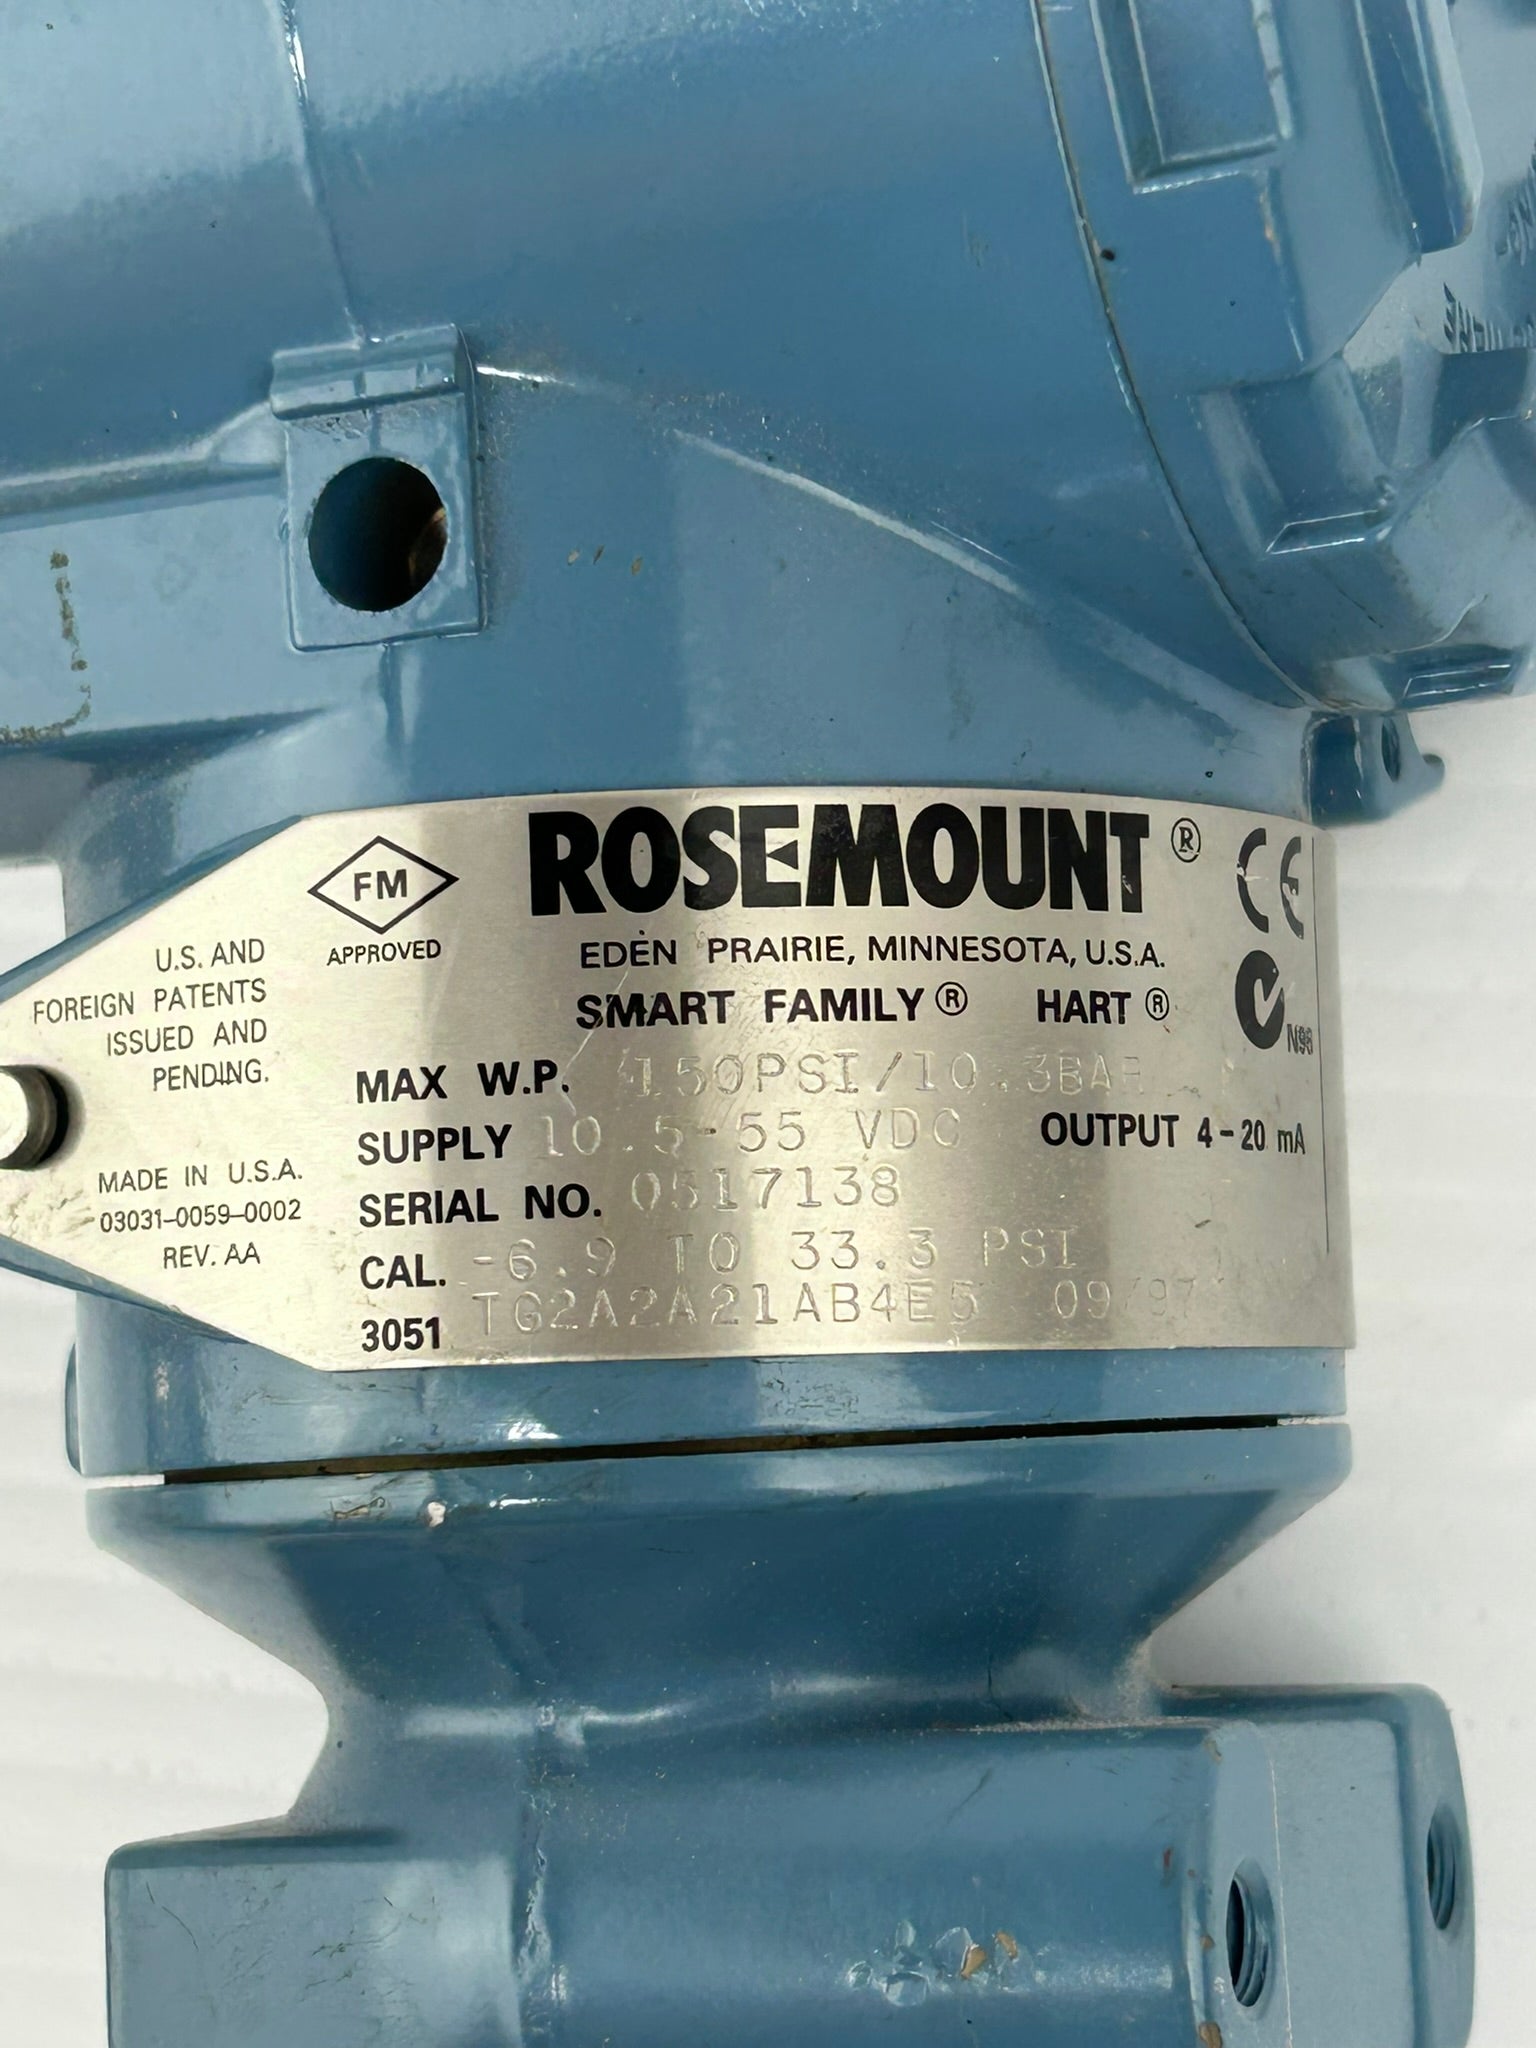 FM
APPROVED
ROSEMOUNT®
CE
EDEN PRAIRIE, MINNESOTA, U.S.A.
SMART FAMILY® HART®
N96
U.S. AND
FOREIGN PATENTS
ISSUED AND
PENDING.
MAX W.P. 150PSI/10.3BAR
SUPPLY 10.5-55 VDC OUTPUT 4-20 mA
SERIAL NO. 0517138
CAL. -6.9 TO 33.3 PSI
3051 TG2A2A21AB4E5 09/97
MADE IN U.S.A.
03031-0059-0002
REV. AA